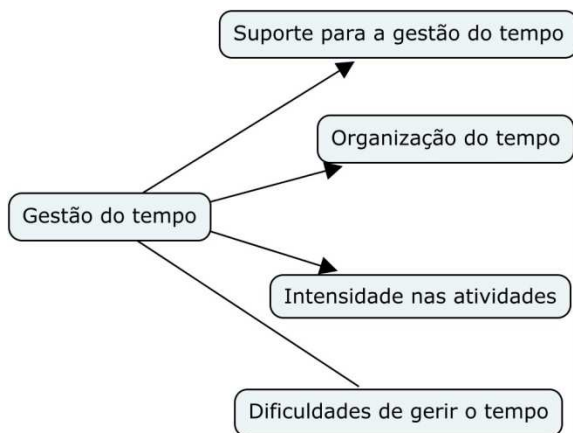 Suporte para a gestão do tempo
Organização do tempo
Gestão do tempo
Intensidade nas atividades
Dificuldades de gerir o tempo